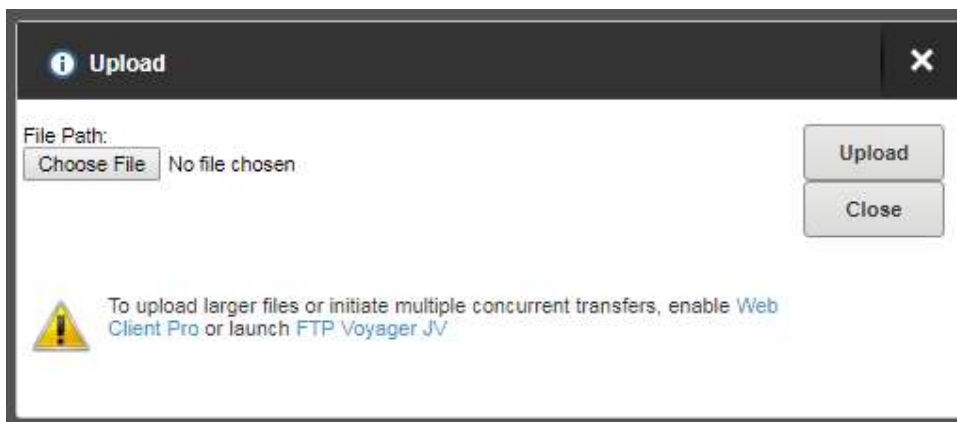 Upload
File Path:
Choose File No file chosen
Upload
Close
To upload larger files or initiate multiple concurrent transfers, enable Web
Client Pro or launch FTP Voyager JV